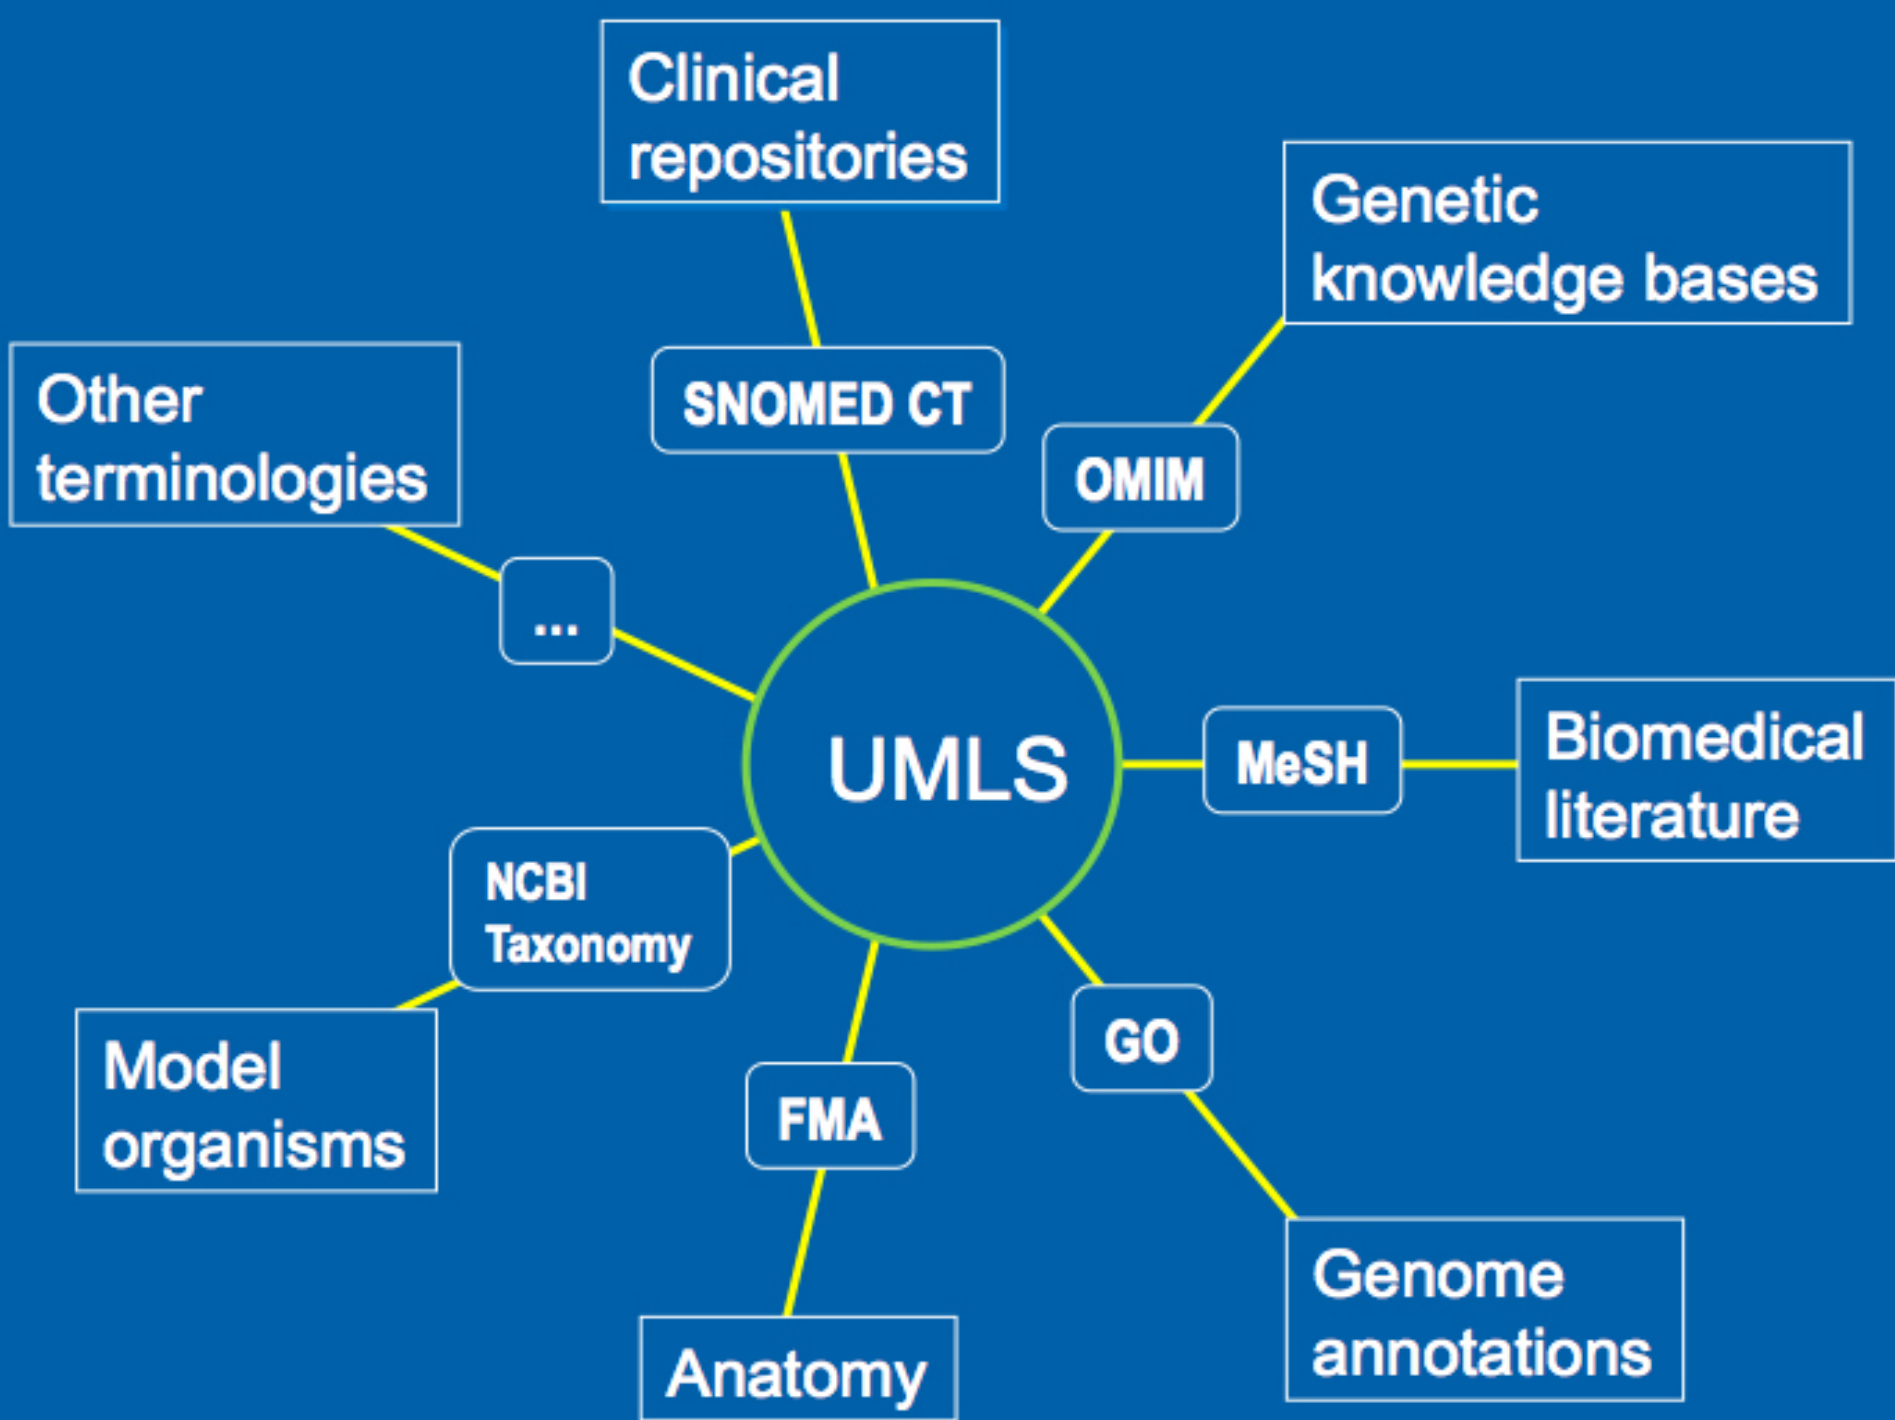 Clinical
repositories
Genetic
knowledge bases
Other
terminologies
SNOMED CT
OMIM
...
UMLS
MeSH
Biomedical
literature
NCBI
Taxonomy
GO
Model
organisms
FMA
Genome
annotations
Anatomy